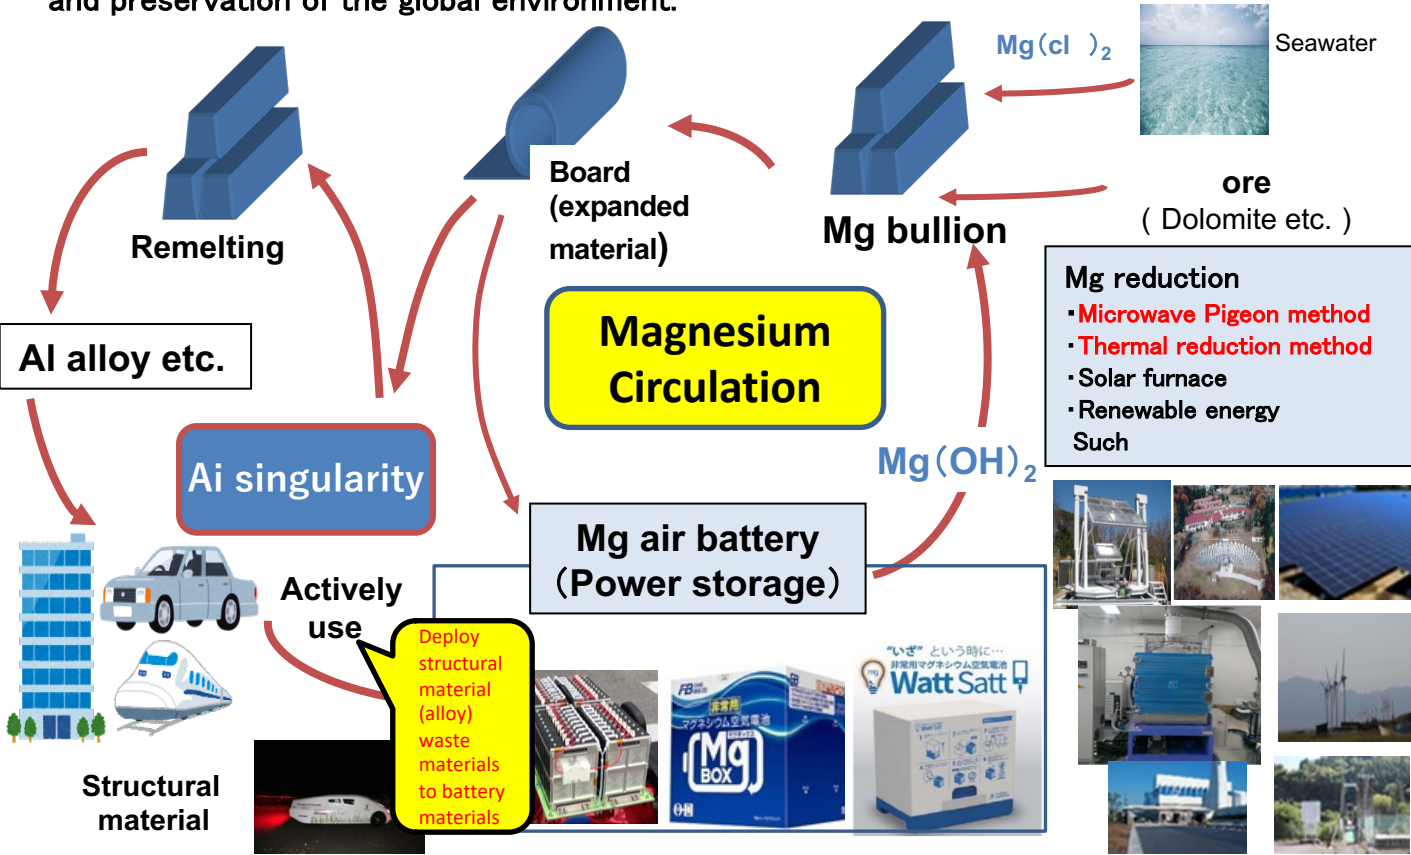 and preservation of the global environment.
Mg(cl )₂
Seawater
ore
( Dolomite etc. )
Mg bullion
Board
(expanded
material)
Remelting
Al alloy etc.
Magnesium
Circulation
Mg reduction
・Microwave Pigeon method
・Thermal reduction method
・Solar furnace
・Renewable energy
Such
Ai singularity
Mg(OH)₂
Mg air battery
(Power storage)
Actively
use
Deploy
structural
material
(alloy)
waste
materials
to battery
materials
Structural
material
FB
非常用
マグネシウム空気電池
Mg
BOX
"いざ" という時に…
非常用マグネシウム空気電池
mg
Watt Satt